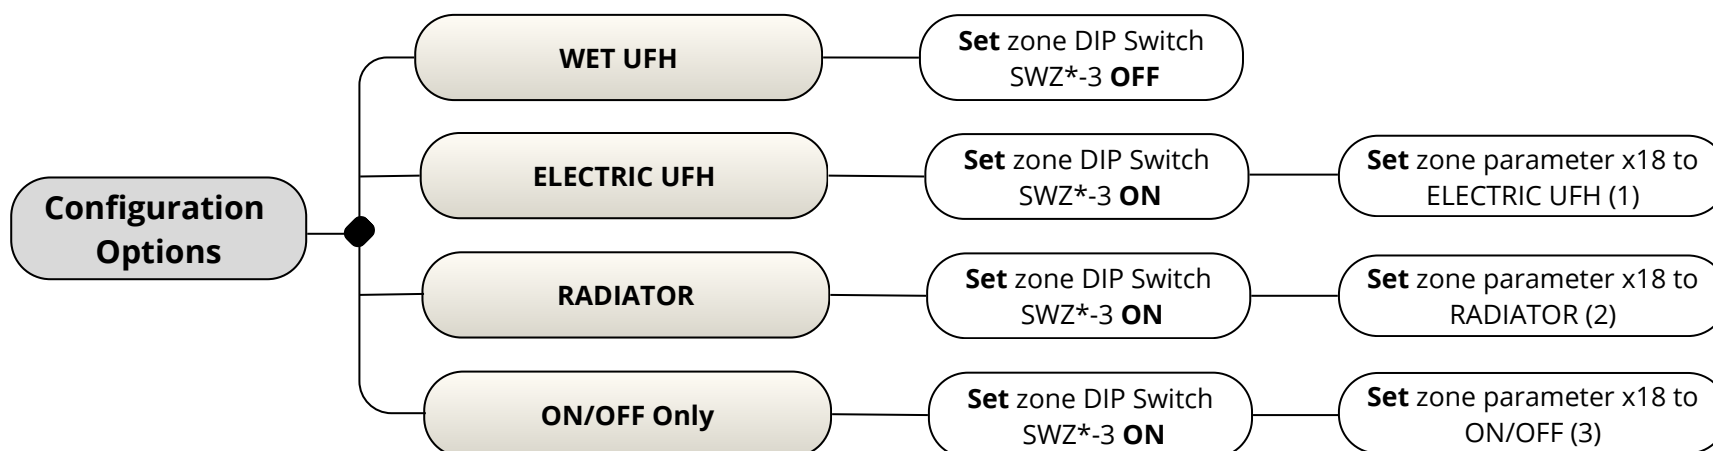 Configuration
Options
WET UFH
Set zone DIP Switch
SWZ*-3 OFF
ELECTRIC UFH
Set zone DIP Switch
SWZ*-3 ON
Set zone parameter x18 to
ELECTRIC UFH (1)
RADIATOR
Set zone DIP Switch
SWZ*-3 ON
Set zone parameter x18 to
RADIATOR (2)
ON/OFF Only
Set zone DIP Switch
SWZ*-3 ON
Set zone parameter x18 to
ON/OFF (3)